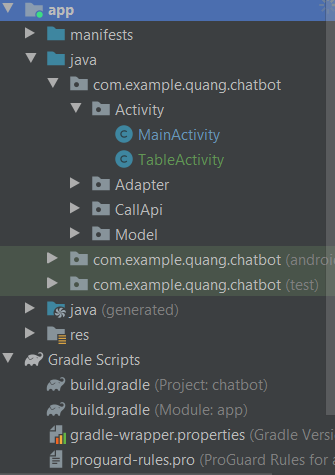 app
manifests
java
com.example.quang.chatbot
Activity
MainActivity
TableActivity
Adapter
CallApi
Model
com.example.quang.chatbot (androi
com.example.quang.chatbot (test)
java (generated)
res
Gradle Scripts
build.gradle (Project: chatbot)
build.gradle (Module: app)
gradle-wrapper.properties (Gradle Versi
proguard-rules.pro (ProGuard Rules for